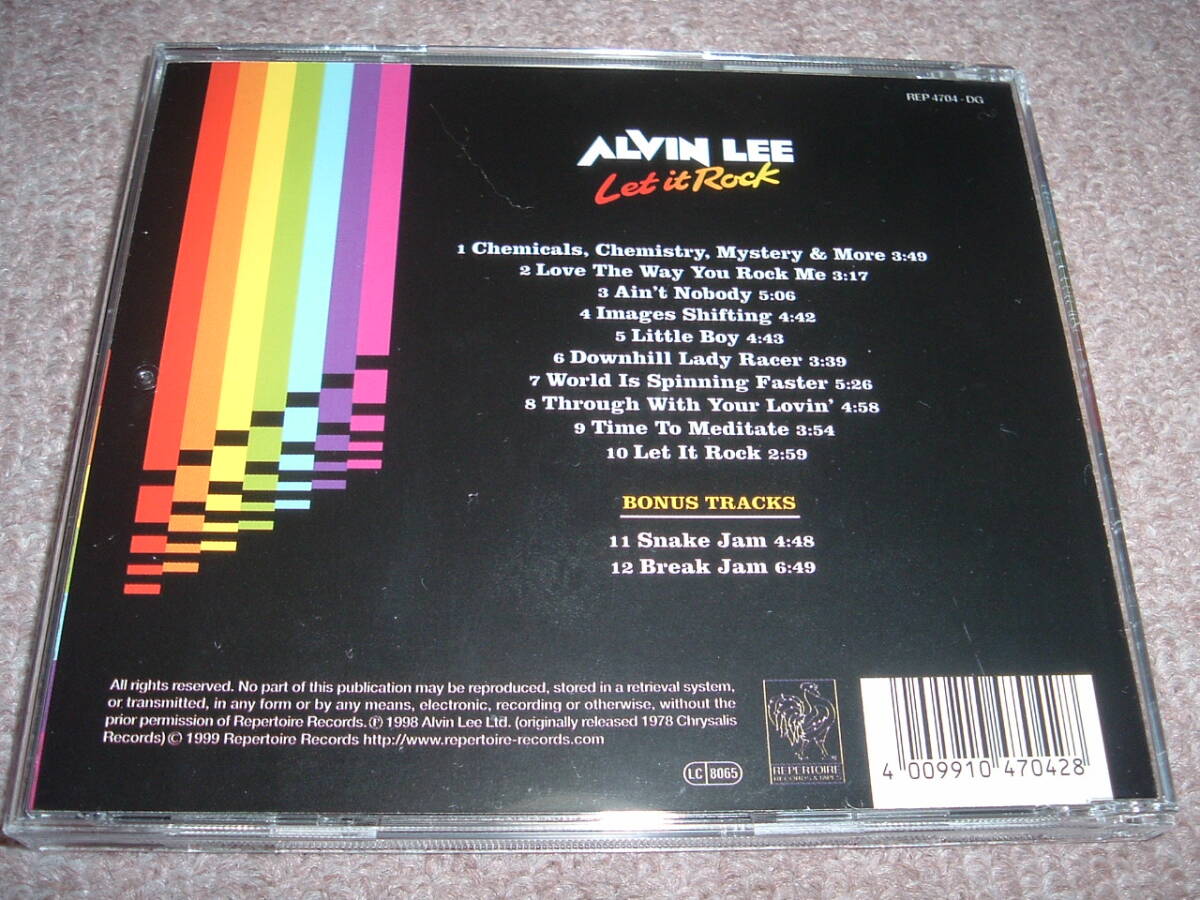 REP 4704 - DG
ALVIN LEE
Let it Rock
1 Chemicals, Chemistry, Mystery & More 3:49
2 Love The Way You Rock Me 3:17
3 Ain't Nobody 5:06
4 Images Shifting 4:42
5 Little Boy 4:43
6 Downhill Lady Racer 3:39
7 World Is Spinning Faster 5:26
8 Through With Your Lovin' 4:58
9 Time To Meditate 3:54
10 Let It Rock 2:59
BONUS TRACKS
11 Snake Jam 4:48
12 Break Jam 6:49
All rights reserved. No part of this publication may be reproduced, stored in a retrieval system,
or transmitted, in any form or by any means, electronic, recording or otherwise, without the
prior permission of Repertoire Records. ℗ 1998 Alvin Lee Ltd. (originally released 1978 Chrysalis
Records) © 1999 Repertoire Records http://www.repertoire-records.com
LC 8065
REPERTOIRE
RECORDS & TAPES
4 009910 470428